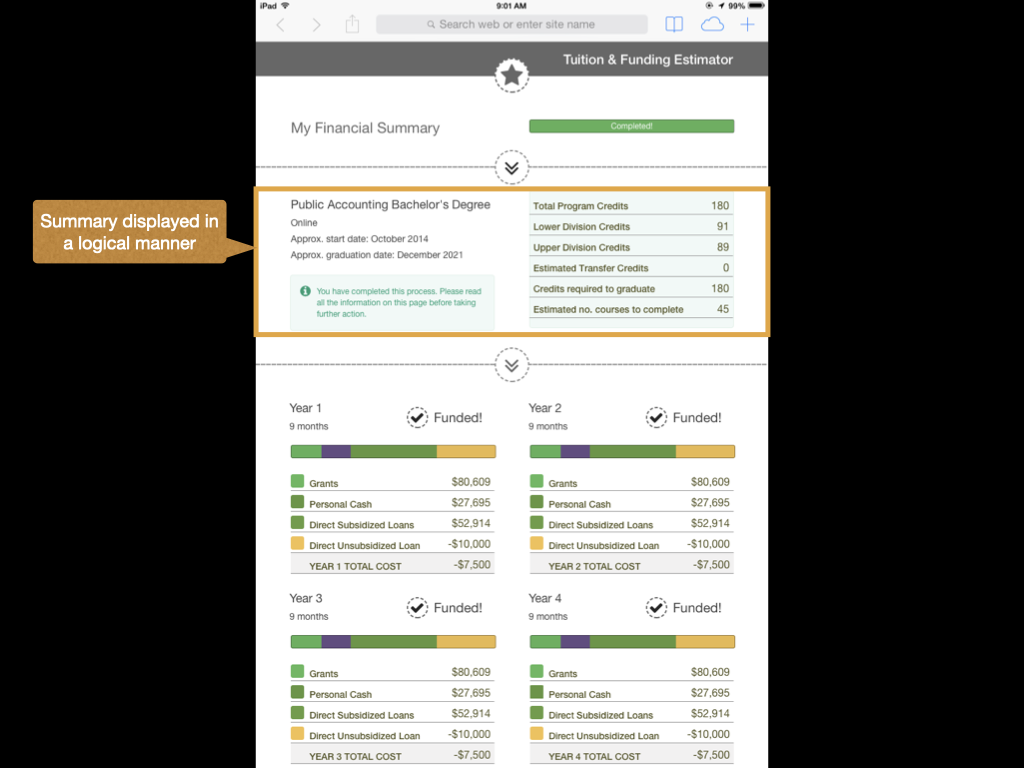 iPad
9:01 AM
99%
Search web or enter site name
Tuition & Funding Estimator
My Financial Summary
Completed!
Summary displayed in
a logical manner
Public Accounting Bachelor's Degree
Online
Approx. start date: October 2014
Approx. graduation date: December 2021
You have completed this process. Please read
all the information on this page before taking
further action.
Total Program Credits 180
Lower Division Credits 91
Upper Division Credits 89
Estimated Transfer Credits 0
Credits required to graduate 180
Estimated no. courses to complete 45
Year 1
9 months
Funded!
Grants $80,609
Personal Cash $27,695
Direct Subsidized Loans $52,914
Direct Unsubsidized Loan -$10,000
YEAR 1 TOTAL COST -$7,500
Year 2
9 months
Funded!
Grants $80,609
Personal Cash $27,695
Direct Subsidized Loans $52,914
Direct Unsubsidized Loan -$10,000
YEAR 2 TOTAL COST -$7,500
Year 3
9 months
Funded!
Grants $80,609
Personal Cash $27,695
Direct Subsidized Loans $52,914
Direct Unsubsidized Loan -$10,000
YEAR 3 TOTAL COST -$7,500
Year 4
9 months
Funded!
Grants $80,609
Personal Cash $27,695
Direct Subsidized Loans $52,914
Direct Unsubsidized Loan -$10,000
YEAR 4 TOTAL COST -$7,500